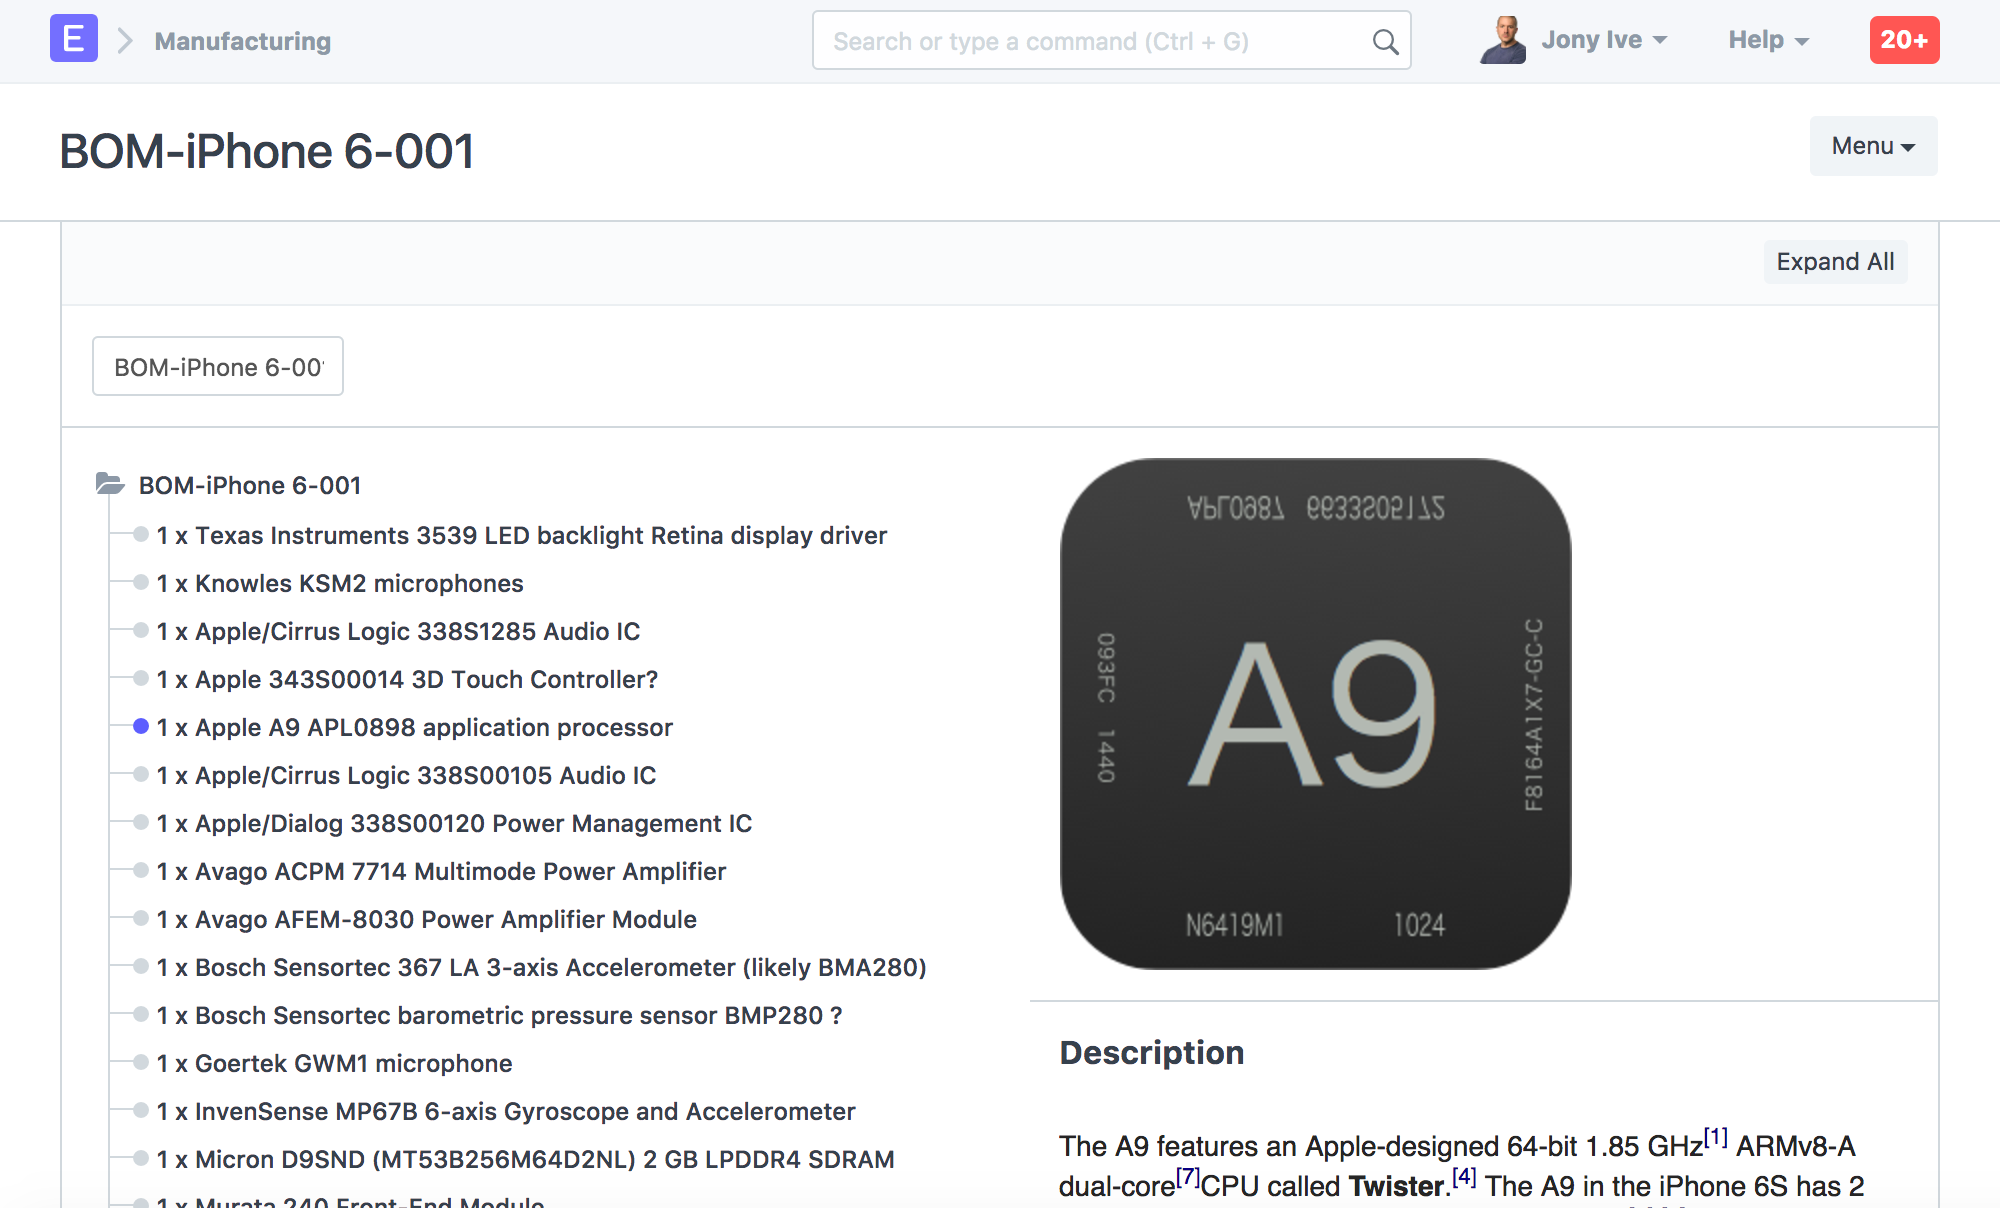 E
Manufacturing
Search or type a command (Ctrl + G)
Jony Ive
Help
20+
BOM-iPhone 6-001
Menu
Expand All
BOM-iPhone 6-00
BOM-iPhone 6-001
1 x Texas Instruments 3539 LED backlight Retina display driver
1 x Knowles KSM2 microphones
1 x Apple/Cirrus Logic 338S1285 Audio IC
1 x Apple 343S00014 3D Touch Controller?
1 x Apple A9 APL0898 application processor
1 x Apple/Cirrus Logic 338S00105 Audio IC
1 x Apple/Dialog 338S00120 Power Management IC
1 x Avago ACPM 7714 Multimode Power Amplifier
1 x Avago AFEM-8030 Power Amplifier Module
1 x Bosch Sensortec 367 LA 3-axis Accelerometer (likely BMA280)
1 x Bosch Sensortec barometric pressure sensor BMP280 ?
1 x Goertek GWM1 microphone
1 x InvenSense MP67B 6-axis Gyroscope and Accelerometer
1 x Micron D9SND (MT53B256M64D2NL) 2 GB LPDDR4 SDRAM
1 x Murata 240 Front-End Module
APL0987 6633S05172
093FC 1440
A9
F8164A1X7-GC-C
N6419M1 1024
Description
The A9 features an Apple-designed 64-bit 1.85 GHz[1] ARMv8-A
dual-core[7]CPU called Twister.[4] The A9 in the iPhone 6S has 2